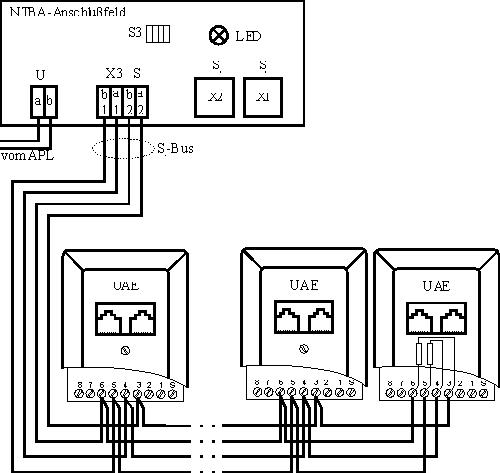 NTBA-Anschlußfeld
S3
LED
U
X3 S
S
S
a b
b a b a
1 1 2 2
X2
X1
vom APL
S-Bus
UAE
UAE
UAE
8 7 6 5 4 3 2 1 S
8 7 6 5 4 3 2 1 S
8 7 6 5 4 3 2 1 S